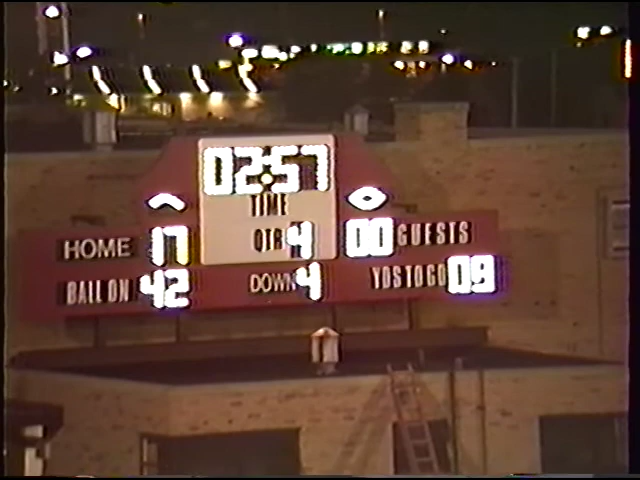 02:57
TIME
HOME 17 QTR 4 00 GUESTS
BALL ON 42 DOWN 4 YDS TO GO 09